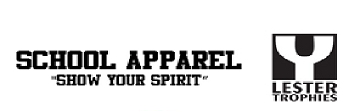 SCHOOL APPAREL
"SHOW YOUR SPIRIT"
LESTER
TROPHIES